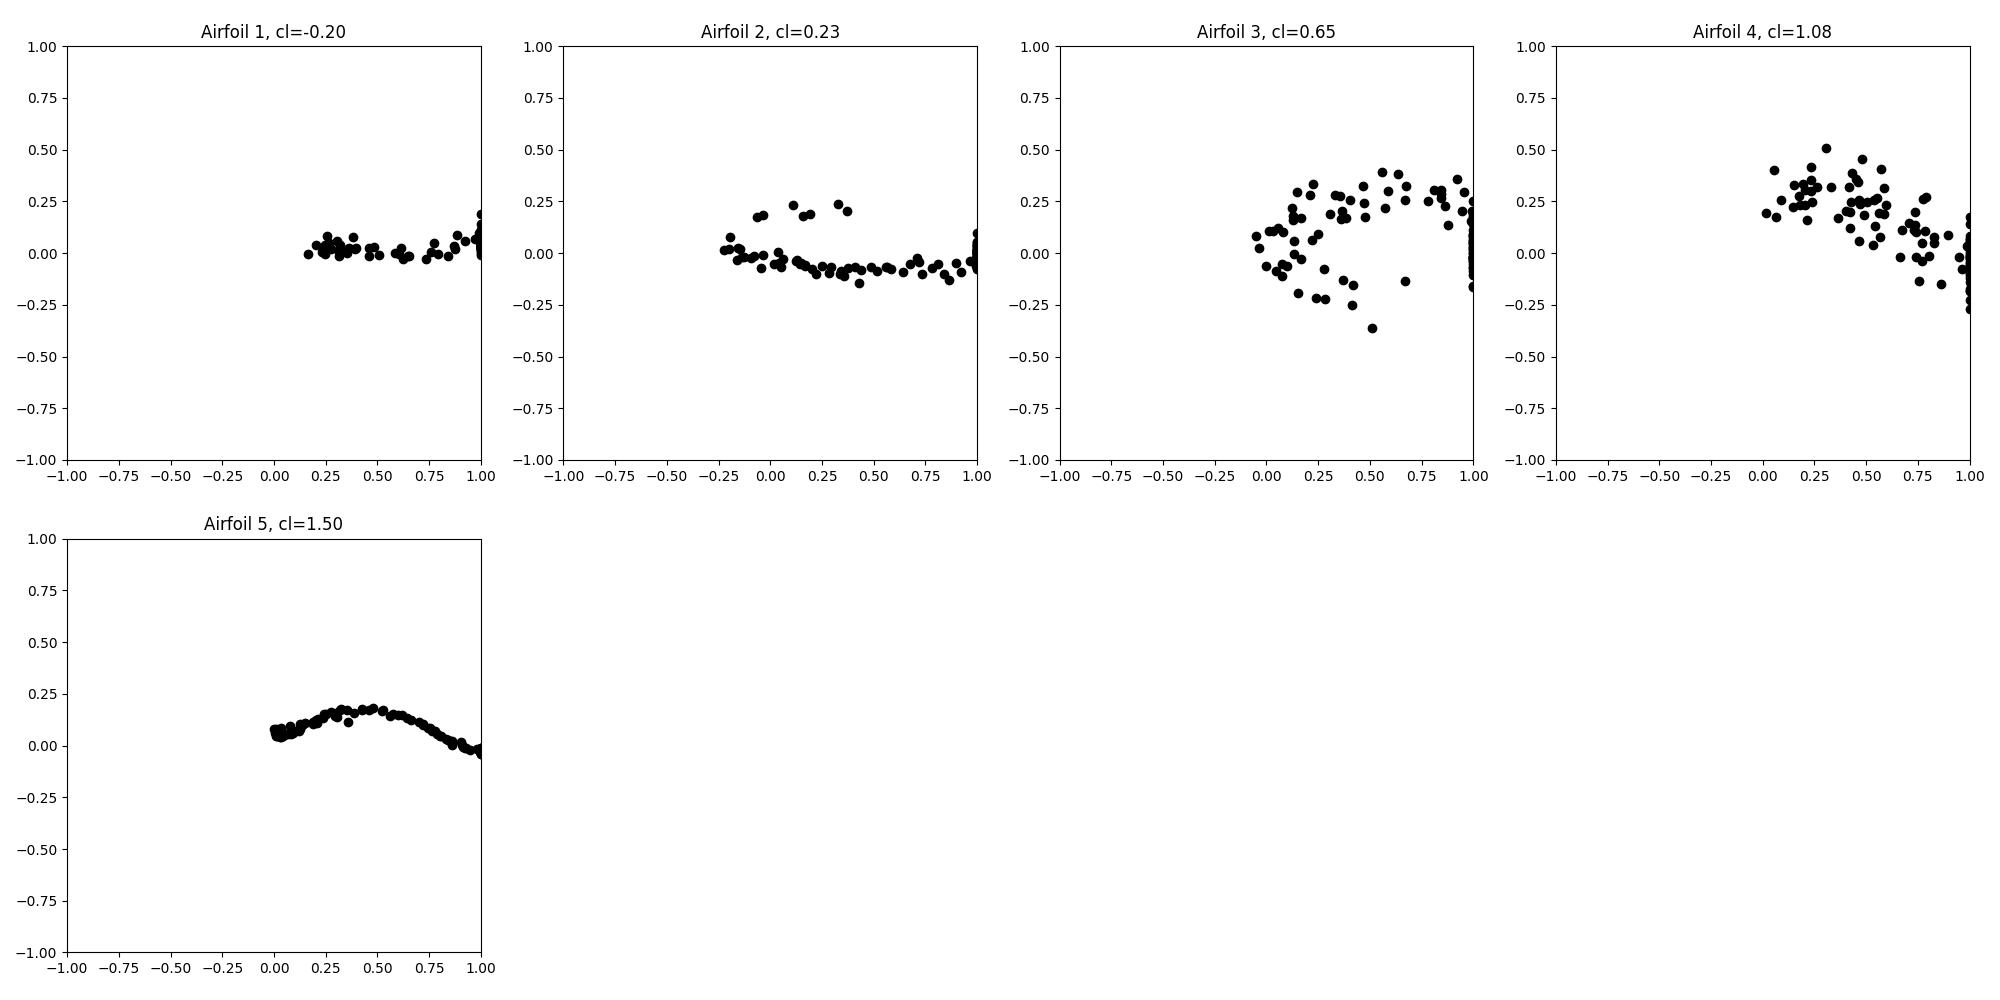 Airfoil 1, cl=-0.20
Airfoil 2, cl=0.23
Airfoil 3, cl=0.65
Airfoil 4, cl=1.08
1.00 1.00 1.00 1.00
0.75 0.75 0.75 0.75
0.50 0.50 0.50 0.50
0.25 0.25 0.25 0.25
0.00 0.00 0.00 0.00
−0.25 −0.25 −0.25 −0.25
−0.50 −0.50 −0.50 −0.50
−0.75 −0.75 −0.75 −0.75
−1.00 −1.00 −1.00 −1.00
−1.00 −0.75 −0.50 −0.25 0.00 0.25 0.50 0.75 1.00
−1.00 −0.75 −0.50 −0.25 0.00 0.25 0.50 0.75 1.00
−1.00 −0.75 −0.50 −0.25 0.00 0.25 0.50 0.75 1.00
−1.00 −0.75 −0.50 −0.25 0.00 0.25 0.50 0.75 1.00
Airfoil 5, cl=1.50
1.00
0.75
0.50
0.25
0.00
−0.25
−0.50
−0.75
−1.00
−1.00 −0.75 −0.50 −0.25 0.00 0.25 0.50 0.75 1.00